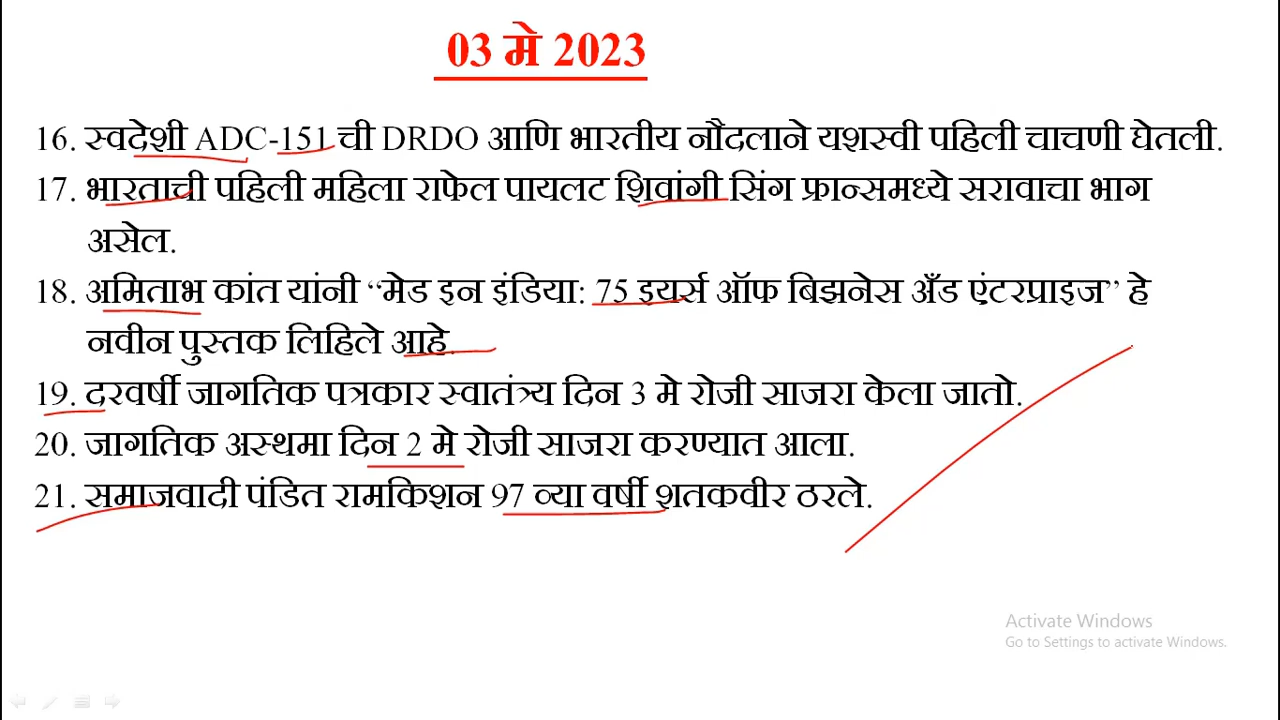 03 मे 2023
16. स्वदेशी ADC-151 ची DRDO आणि भारतीय नौदलाने यशस्वी पहिली चाचणी घेतली.
17. भारताची पहिली महिला राफेल पायलट शिवांगी सिंग फ्रान्समध्ये सरावाचा भाग
असेल.
18. अमिताभ कांत यांनी “मेड इन इंडिया: 75 इयर्स ऑफ बिझनेस अँड एंटरप्राइज” हे
नवीन पुस्तक लिहिले आहे.
19. दरवर्षी जागतिक पत्रकार स्वातंत्र्य दिन 3 मे रोजी साजरा केला जातो.
20. जागतिक अस्थमा दिन 2 मे रोजी साजरा करण्यात आला.
21. समाजवादी पंडित रामकिशन 97 व्या वर्षी शतकवीर ठरले.
Activate Windows
Go to Settings to activate Windows.